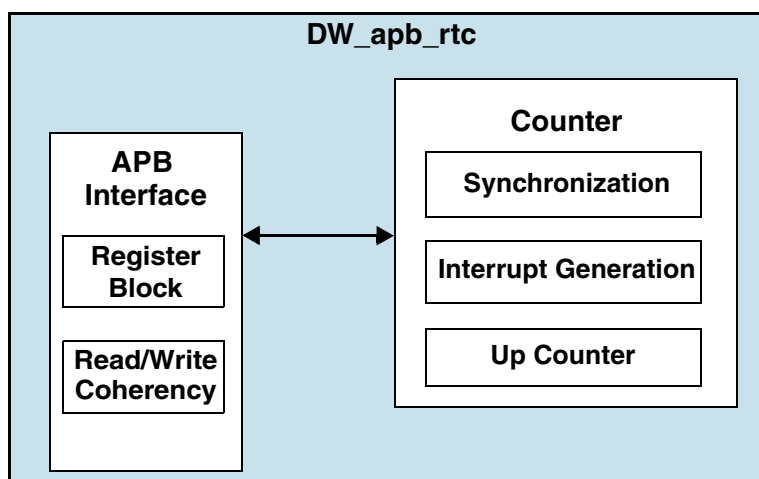 DW_apb_rtc
APB
Interface
Register
Block
Read/Write
Coherency
Counter
Synchronization
Interrupt Generation
Up Counter